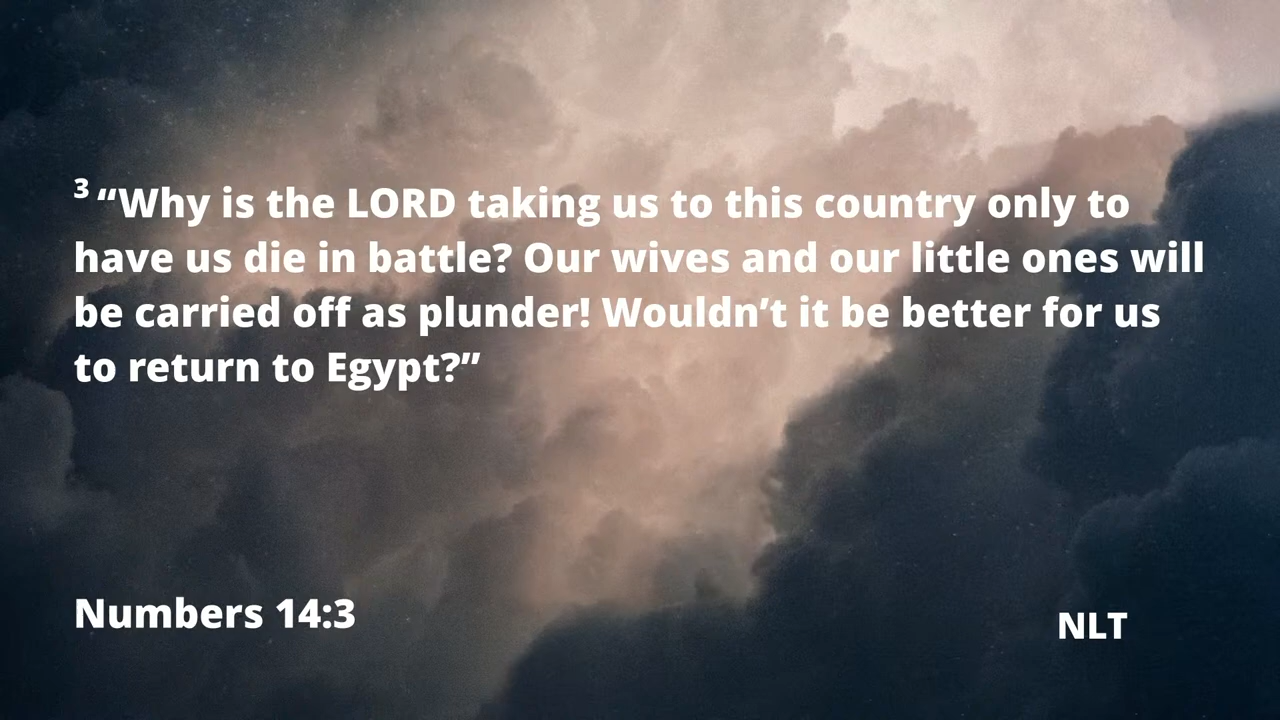 3 “Why is the LORD taking us to this country only to
have us die in battle? Our wives and our little ones will
be carried off as plunder! Wouldn’t it be better for us
to return to Egypt?”
Numbers 14:3
NLT